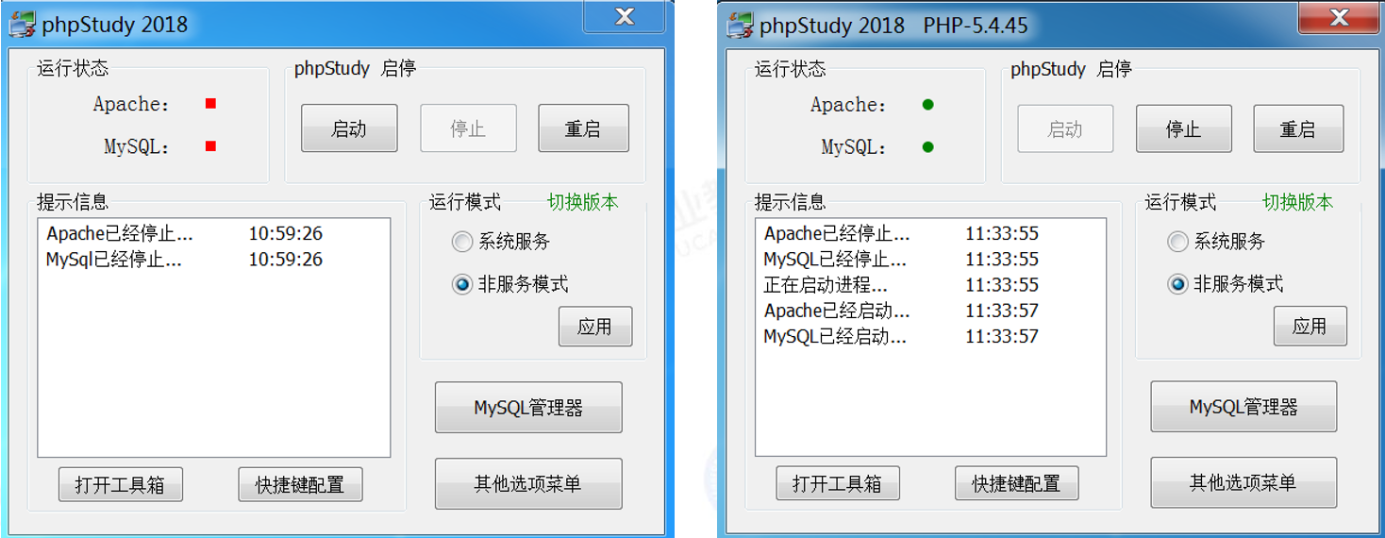 phpStudy 2018
运行状态
Apache:
MySQL:
phpStudy 启停
启动
停止
重启
提示信息
Apache已经停止... 10:59:26
MySql已经停止... 10:59:26
运行模式 切换版本
系统服务
非服务模式
应用
MySQL管理器
打开工具箱
快捷键配置
其他选项菜单
phpStudy 2018 PHP-5.4.45
运行状态
Apache:
MySQL:
phpStudy 启停
启动
停止
重启
提示信息
Apache已经停止... 11:33:55
MySQL已经停止... 11:33:55
正在启动进程... 11:33:55
Apache已经启动... 11:33:57
MySQL已经启动... 11:33:57
运行模式 切换版本
系统服务
非服务模式
应用
MySQL管理器
打开工具箱
快捷键配置
其他选项菜单